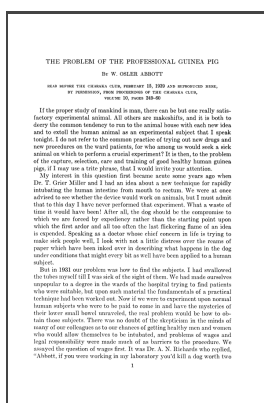 THE PROBLEM OF THE PROFESSIONAL GUINEA PIG
By W. OSLER ABBOTT
READ BEFORE THE CHARAKA CLUB, FEBRUARY 15, 1939 AND REPRODUCED HERE,
BY PERMISSION, FROM PROCEEDINGS OF THE CHARAKA CLUB,
VOLUME 10, PAGES 249-60
If the proper study of mankind is man, there can be but one really satis-
factory experimental animal. All others are makeshifts, and it is both to
decry the common tendency to run to the animal house with each new idea
and to extoll the human as an experimental subject that I speak
tonight. I do not refer to the common practice of trying out new drugs and
new procedures on the ward patients, for who among us would seek a sick
animal on which to perform a crucial experiment? It is then, to the problem
of the capture, selection, care and training of good healthy human guinea
pigs, if I may use a trite phrase, that I would invite your attention.
My interest in this question first became acute some years ago when
Dr. T. Grier Miller and I had an idea about a new technique for rapidly
intubating the human intestine from mouth to rectum. We were at once
advised to see whether the device would work on animals, but I must admit
that to this day I have never performed that experiment. What a waste of
time it would have been! After all, the dog should be the compromise to
which we are forced by expediency rather than the starting point upon
which the first ardor and all too often the last flickering flame of an idea
is expended. Speaking as a doctor whose chief concern in life is trying to
make sick people well, I look with not a little distress over the reams of
paper which have been inked over in describing what happens in the dog
under conditions that might every bit as well have been applied to a human
subject.
But in 1931 our problem was how to find the subjects. I had swallowed
the tubes myself till I was sick of the sight of them. We had made ourselves
unpopular to a degree in the wards of the hospital trying to find patients
who were suitable, but upon such material the fundamentals of a practical
technique had been worked out. Now if we were to experiment upon normal
human subjects who were to be paid to come in and have the mysteries of
their lower small bowel unraveled, the real problem would be how to ob-
tain those subjects. There was no doubt of the skepticism in the minds of
many of our colleagues as to our chances of getting healthy men and women
who would allow themselves to be intubated, and problems of wages and
legal responsibility were made much of as barriers to the procedure. We
assayed the question of wages first. It was Dr. A. N. Richards who replied,
"Abbott, if you were working in my laboratory you'd kill a dog worth two
1